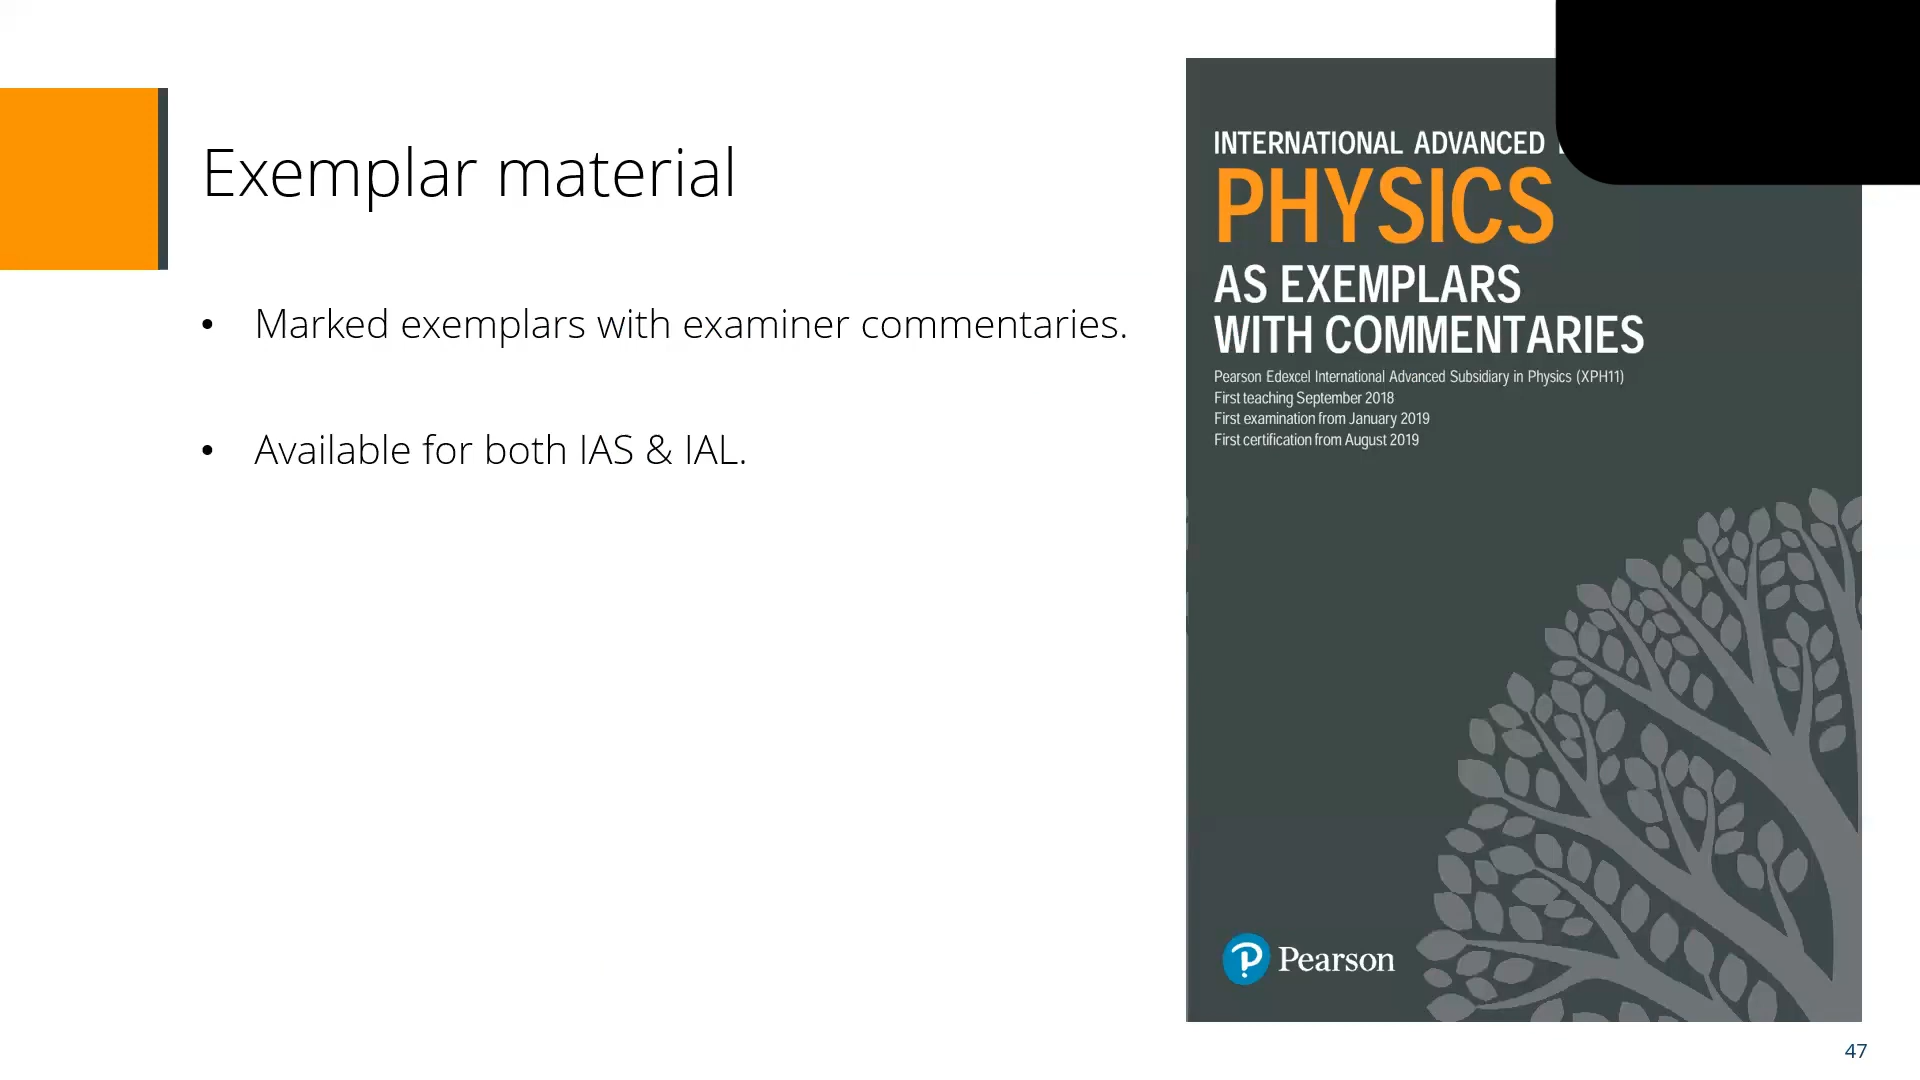 Exemplar material
• Marked exemplars with examiner commentaries.
• Available for both IAS & IAL.
INTERNATIONAL ADVANCED
PHYSICS
AS EXEMPLARS
WITH COMMENTARIES
Pearson Edexcel International Advanced Subsidiary in Physics (XPH11)
First teaching September 2018
First examination from January 2019
First certification from August 2019
Pearson
47